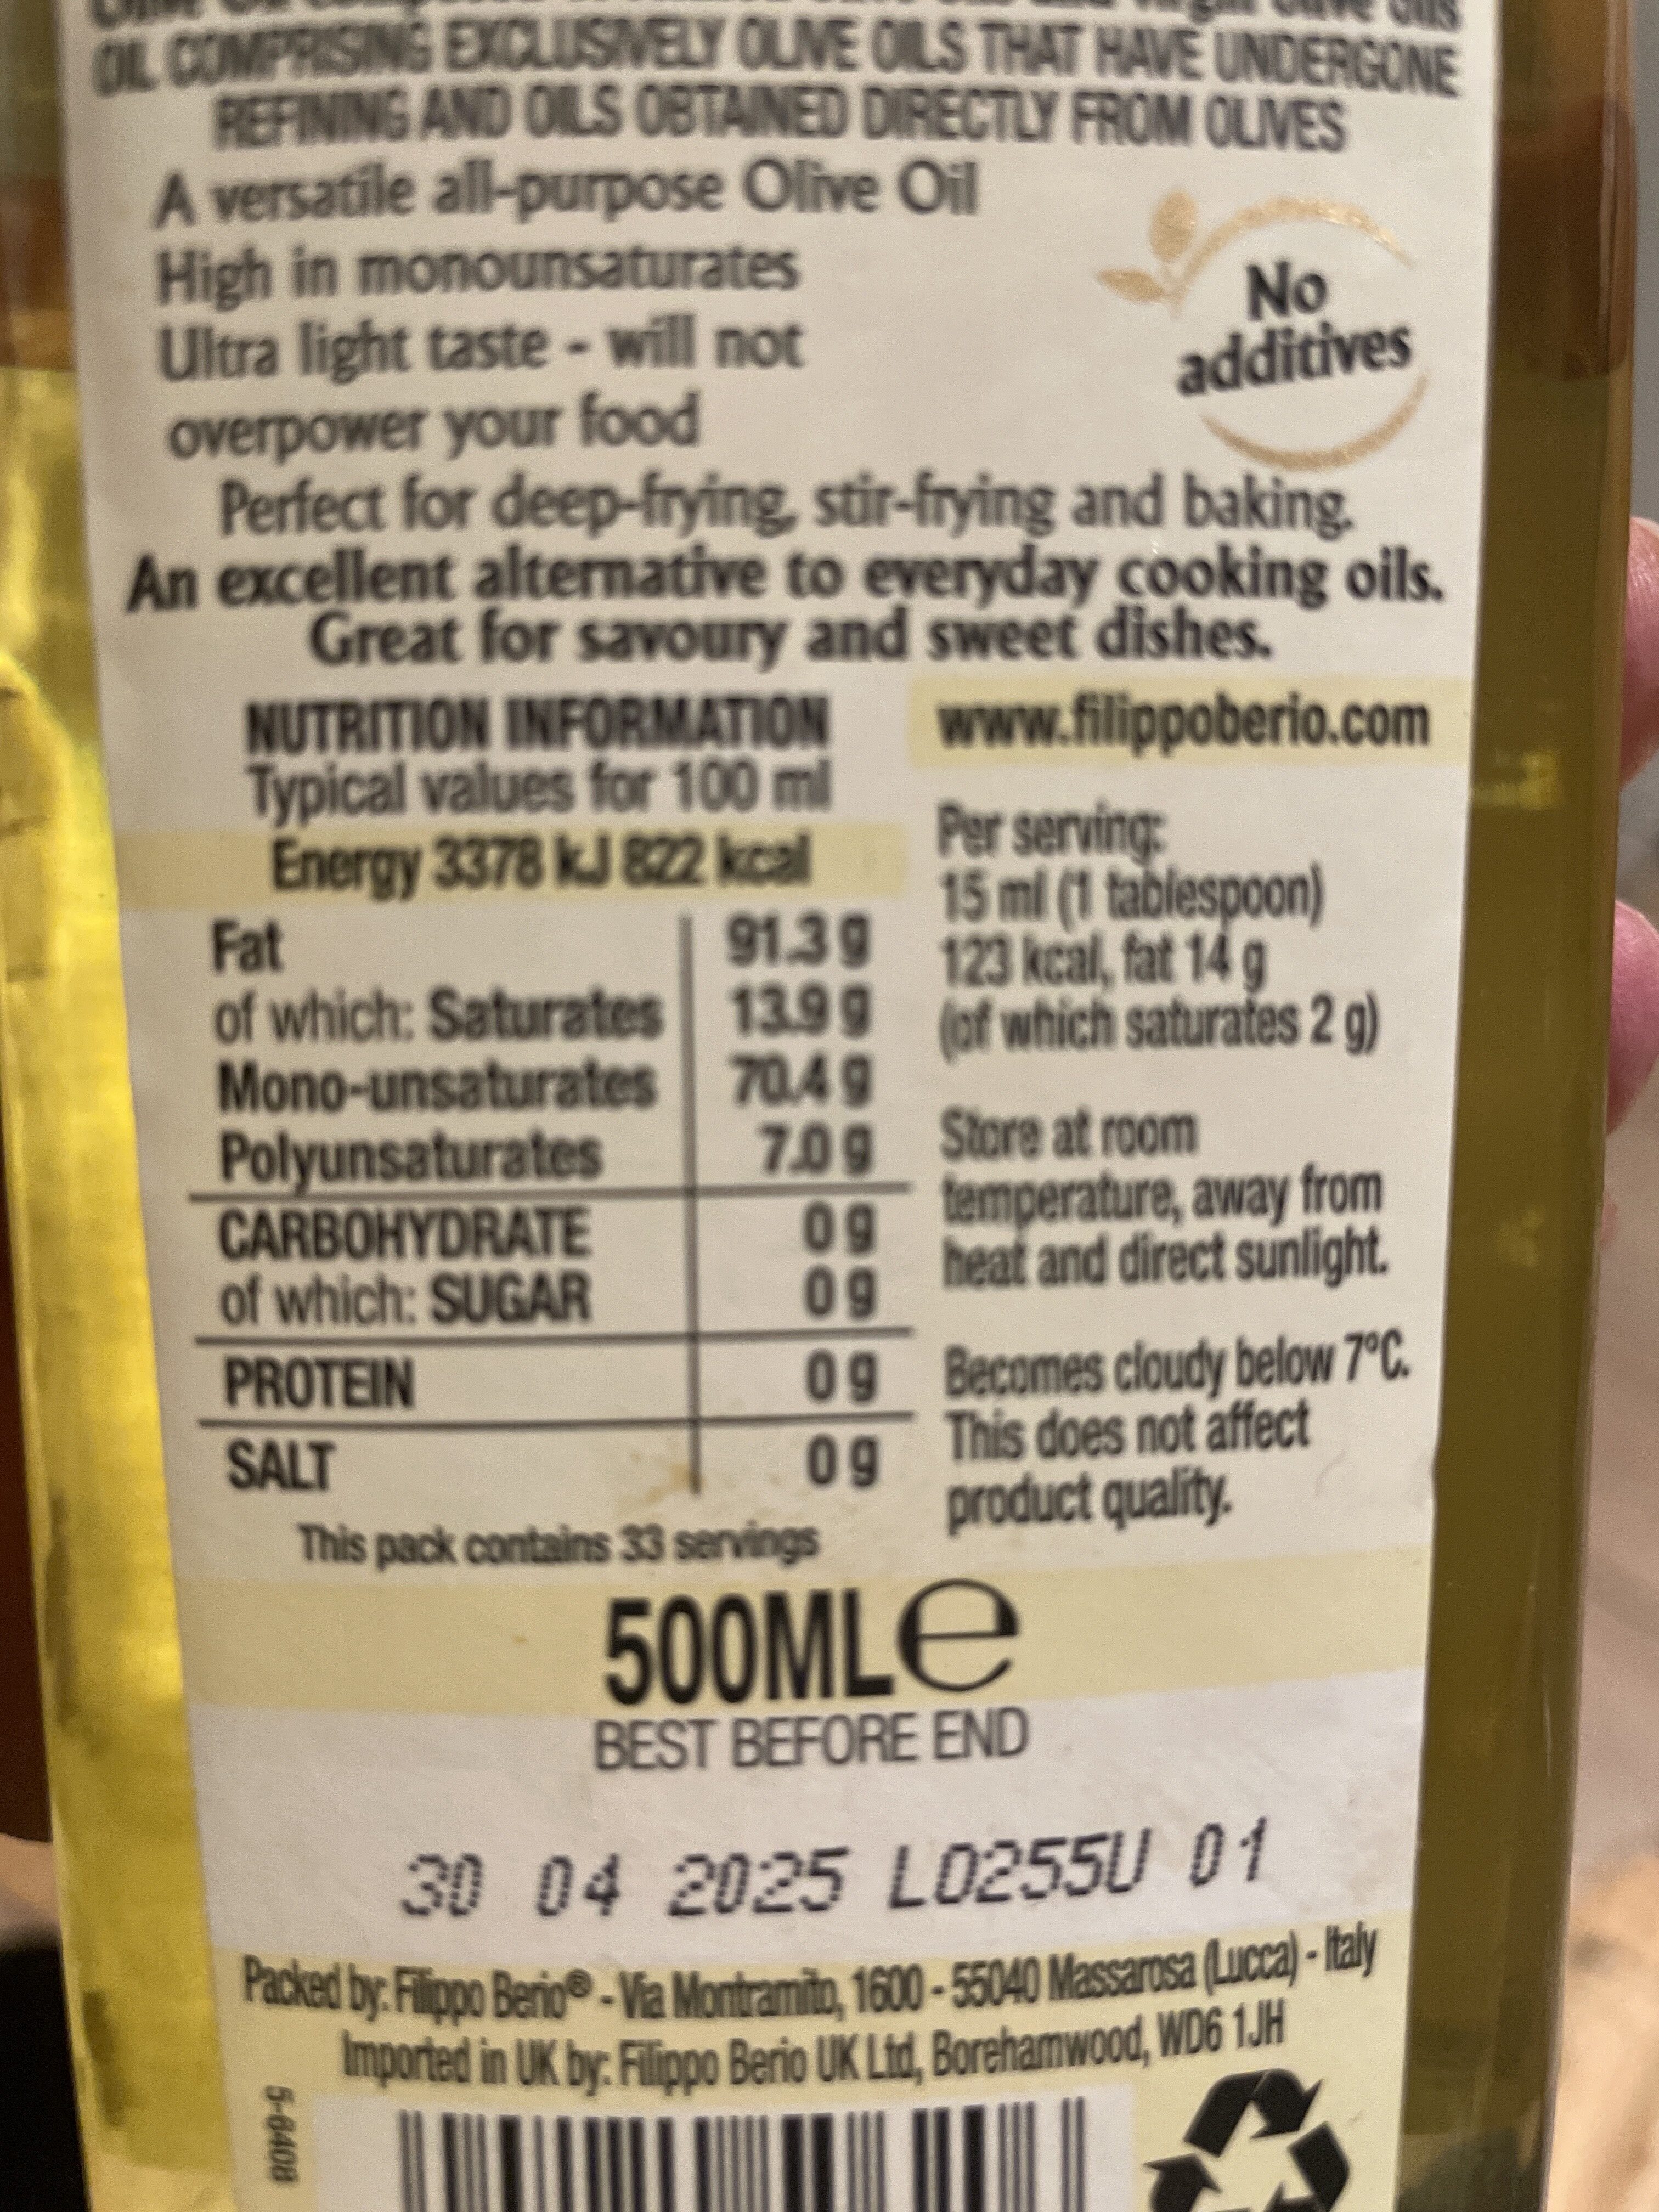 OIL COMPRISING EXCLUSIVELY OLIVE OILS THAT HAVE UNDERGONE
REFINING AND OILS OBTAINED DIRECTLY FROM OLIVES
A versatile all-purpose Olive Oil
High in monounsaturates
Ultra light taste - will not
overpower your food
No
additives
Perfect for deep-frying, stir-frying and baking.
An excellent alternative to everyday cooking oils.
Great for savoury and sweet dishes.
NUTRITION INFORMATION
Typical values for 100 ml
Energy 3378 kJ 822 kcal
Fat 91.3 g
of which: Saturates 13.9 g
Mono-unsaturates 70.4 g
Polyunsaturates 7.0 g
CARBOHYDRATE 0 g
of which: SUGAR 0 g
PROTEIN 0 g
SALT 0 g
This pack contains 33 servings
www.filippoberio.com
Per serving:
15 ml (1 tablespoon)
123 kcal, fat 14 g
(of which saturates 2 g)
Store at room
temperature, away from
heat and direct sunlight.
Becomes cloudy below 7°C.
This does not affect
product quality.
500ML℮
BEST BEFORE END
30 04 2025 L0255U 01
Packed by: Filippo Berio® - Via Montramito, 1600 - 55040 Massarosa (Lucca) - Italy
Imported in UK by: Filippo Berio UK Ltd, Borehamwood, WD6 1JH
5-6408